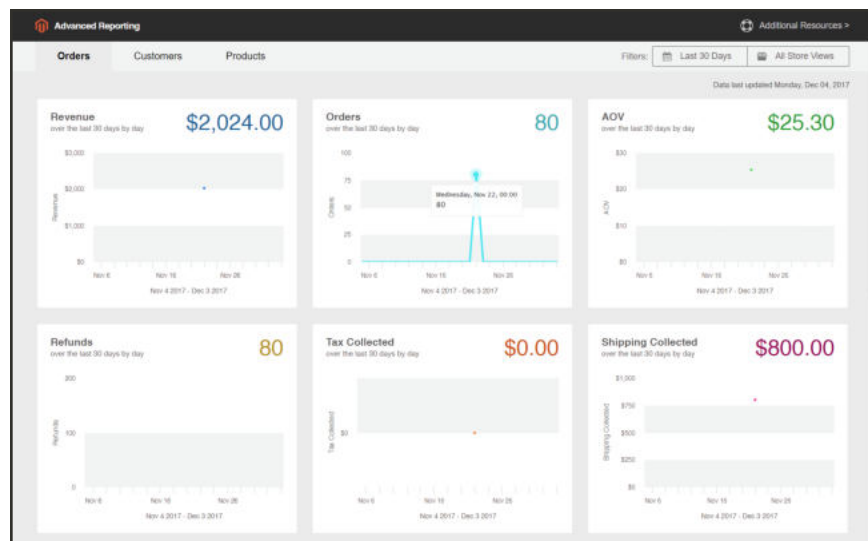 Advanced Reporting
Additional Resources >
Orders Customers Products
Filters: Last 30 Days All Store Views
Data last updated Monday, Dec 04, 2017
Revenue
over the last 30 days by day
$2,024.00
$3,000
$2,000
$1,000
$0
Revenue
Nov 6 Nov 16 Nov 26
Nov 4 2017 - Dec 3 2017
Orders
over the last 30 days by day
80
100
75
50
25
0
Orders
Wednesday, Nov 22, 00:00
80
Nov 6 Nov 15 Nov 25
Nov 4 2017 - Dec 3 2017
AOV
over the last 30 days by day
$25.30
$30
$20
$10
$0
AOV
Nov 6 Nov 16 Nov 25
Nov 4 2017 - Dec 3 2017
Refunds
over the last 30 days by day
80
200
100
0
Refunds
Nov 6 Nov 16 Nov 26
Nov 4 2017 - Dec 3 2017
Tax Collected
over the last 30 days by day
$0.00
$0
Tax Collected
Nov 6 Nov 16 Nov 26
Nov 4 2017 - Dec 3 2017
Shipping Collected
over the last 30 days by day
$800.00
$1,000
$750
$500
$250
$0
Shipping Collected
Nov 6 Nov 16 Nov 25
Nov 4 2017 - Dec 3 2017